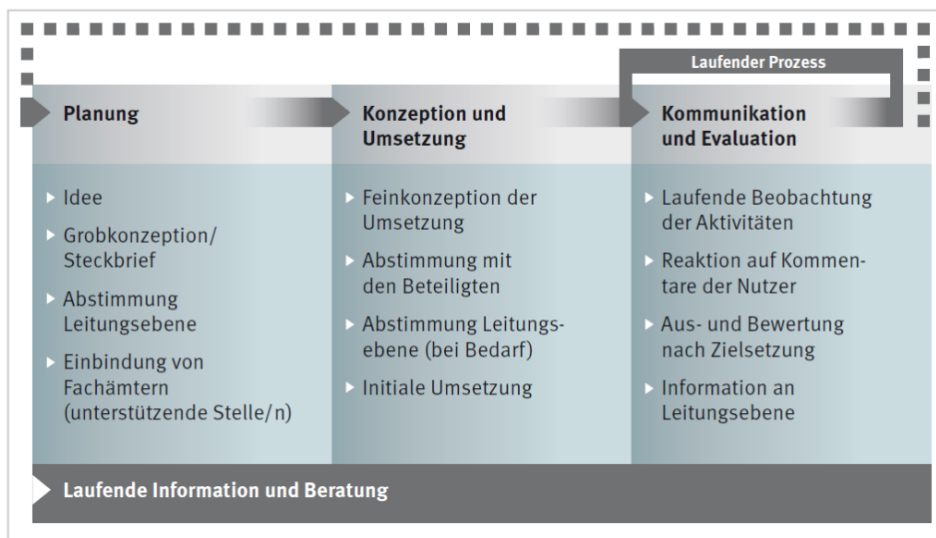 Laufender Prozess
Planung
Idee
Grobkonzeption/
Steckbrief
Abstimmung
Leitungsebene
Einbindung von
Fachämtern
(unterstützende Stelle/n)
Konzeption und
Umsetzung
Feinkonzeption der
Umsetzung
Abstimmung mit
den Beteiligten
Abstimmung Leitungs-
ebene (bei Bedarf)
Initiale Umsetzung
Kommunikation
und Evaluation
Laufende Beobachtung
der Aktivitäten
Reaktion auf Kommen-
tare der Nutzer
Aus- und Bewertung
nach Zielsetzung
Information an
Leitungsebene
Laufende Information und Beratung